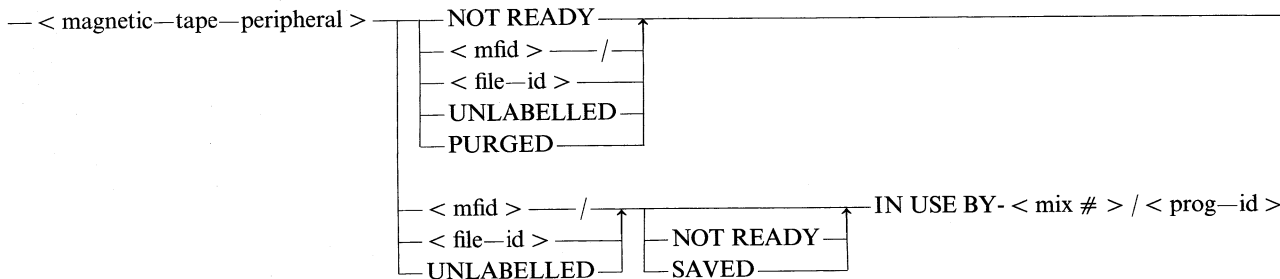 — < magnetic—tape—peripheral > — NOT READY
< mfid > — /
< file—id >
UNLABELLED
PURGED
< mfid > — / IN USE BY- < mix # > / < prog—id >
< file—id > NOT READY
UNLABELLED SAVED